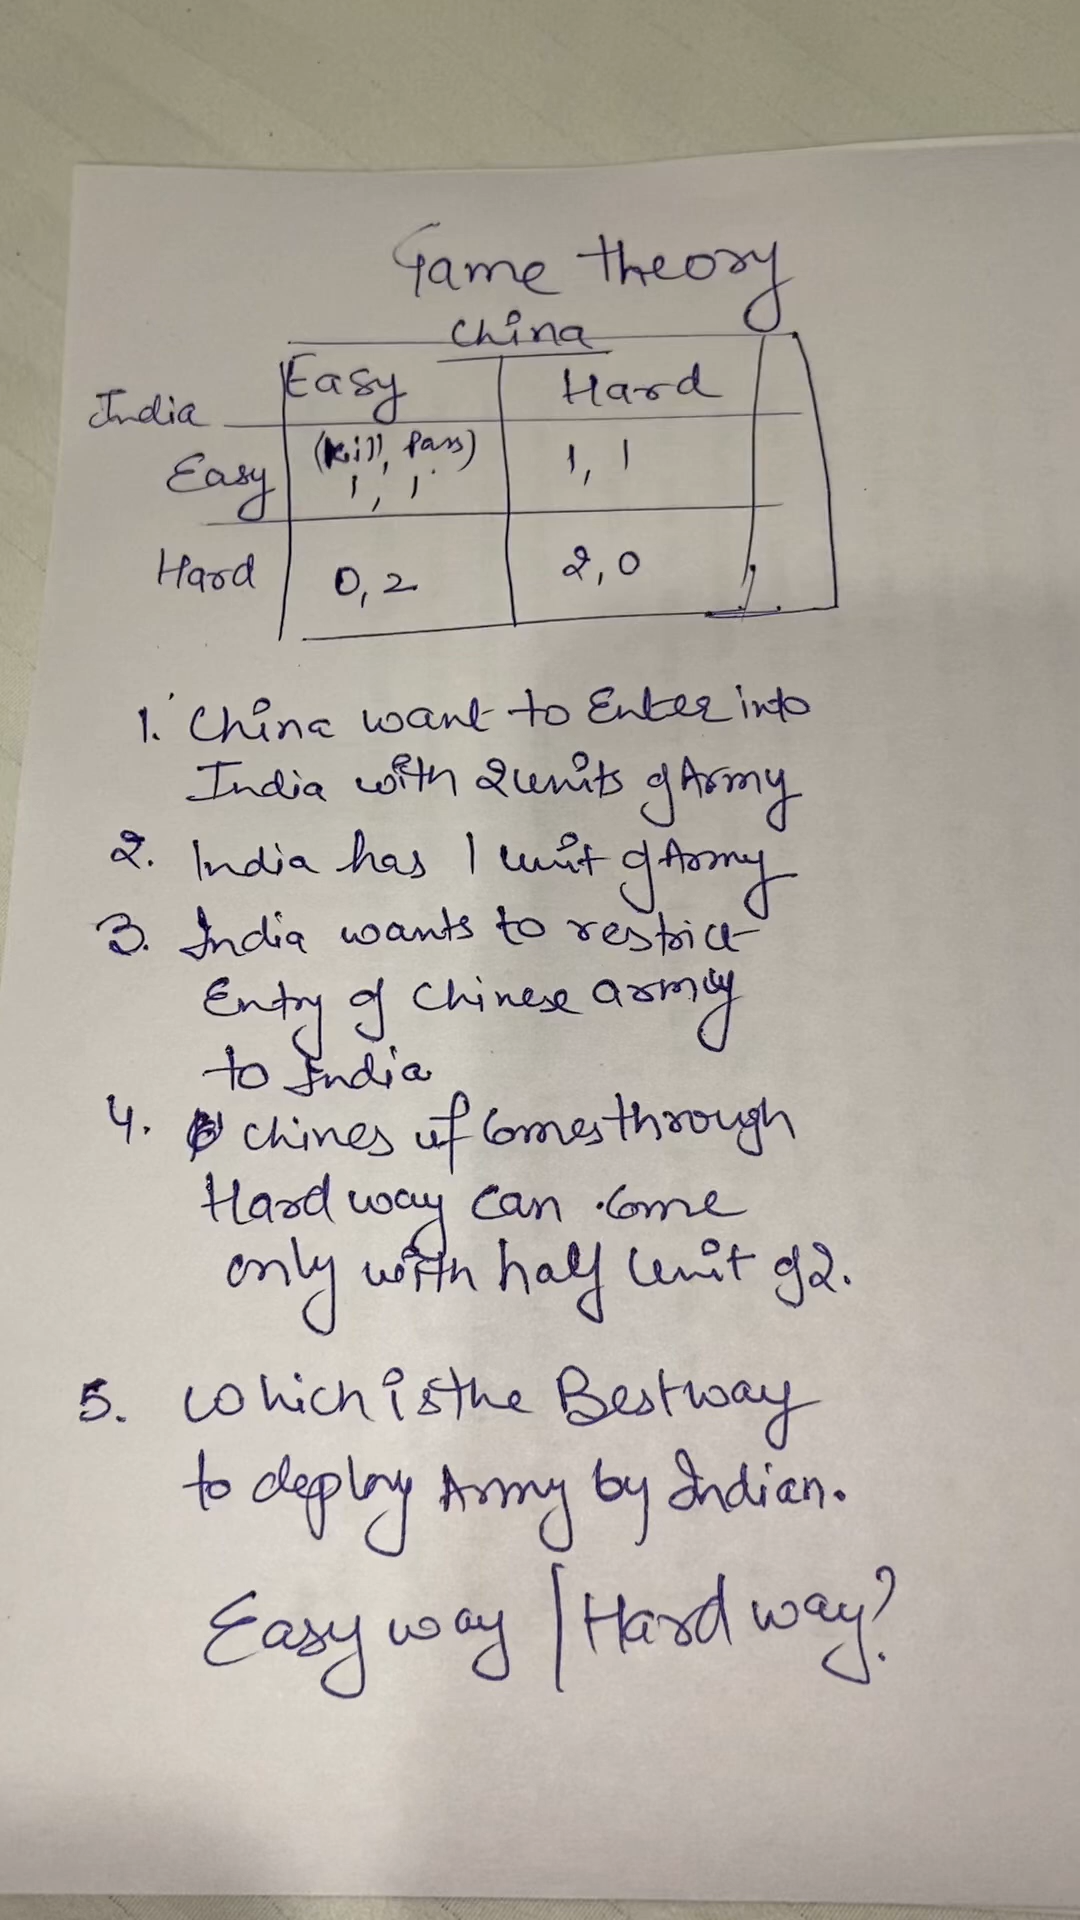 Game theory
China
India Easy Hard
Easy (Kill, Pass) 1, 1
1, 1
Hard 0, 2 2, 0
1. China want to Enter into
India with 2 units of Army
2. India has 1 unit of Army
3. India wants to restrict
Entry of Chinese army
to India
4. Chines if Comes through
Hard way can come
only with half Unit of 2.
5. Which is the Best way
to deploy Army by Indian.
Easy way | Hard way?